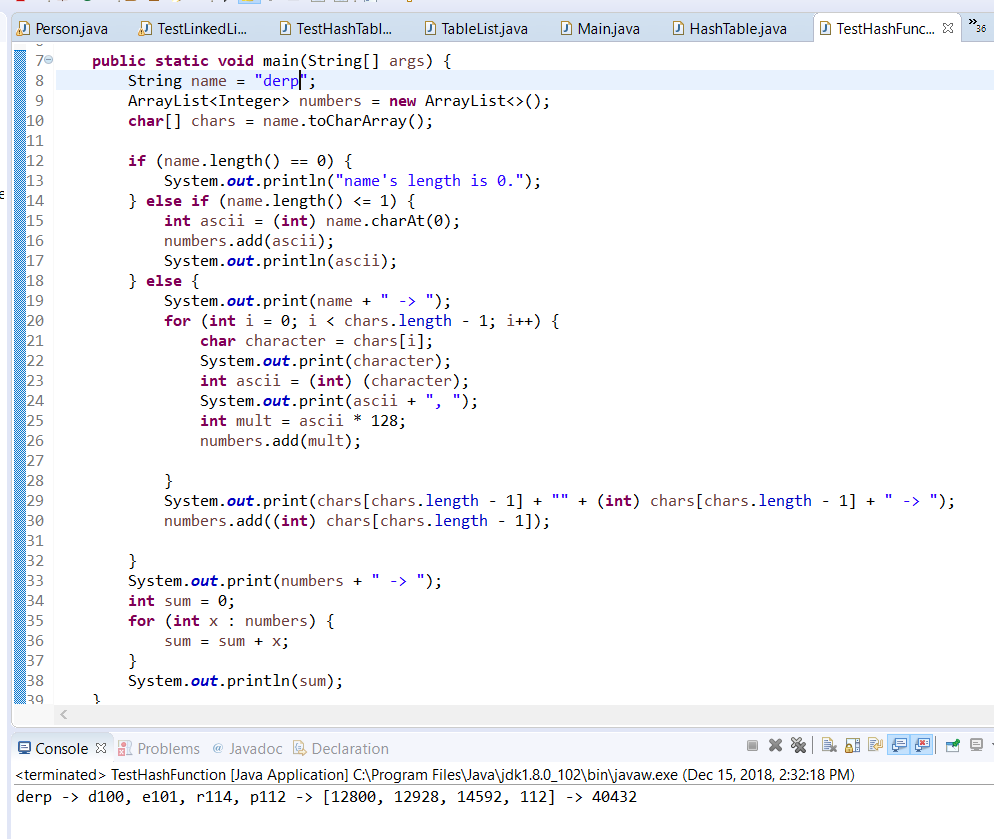 Person.java TestLinkedLi... TestHashTabl... TableList.java Main.java HashTable.java TestHashFunc... »36
7 public static void main(String[] args) {
8 String name = "derp";
9 ArrayList<Integer> numbers = new ArrayList<>();
10 char[] chars = name.toCharArray();
11
12 if (name.length() == 0) {
13 System.out.println("name's length is 0.");
14 } else if (name.length() <= 1) {
15 int ascii = (int) name.charAt(0);
16 numbers.add(ascii);
17 System.out.println(ascii);
18 } else {
19 System.out.print(name + " -> ");
20 for (int i = 0; i < chars.length - 1; i++) {
21 char character = chars[i];
22 System.out.print(character);
23 int ascii = (int) (character);
24 System.out.print(ascii + ", ");
25 int mult = ascii * 128;
26 numbers.add(mult);
27
28 }
29 System.out.print(chars[chars.length - 1] + "" + (int) chars[chars.length - 1] + " -> ");
30 numbers.add((int) chars[chars.length - 1]);
31
32 }
33 System.out.print(numbers + " -> ");
34 int sum = 0;
35 for (int x : numbers) {
36 sum = sum + x;
37 }
38 System.out.println(sum);
39 }
Console Problems @ Javadoc Declaration
<terminated> TestHashFunction [Java Application] C:\Program Files\Java\jdk1.8.0_102\bin\javaw.exe (Dec 15, 2018, 2:32:18 PM)
derp -> d100, e101, r114, p112 -> [12800, 12928, 14592, 112] -> 40432